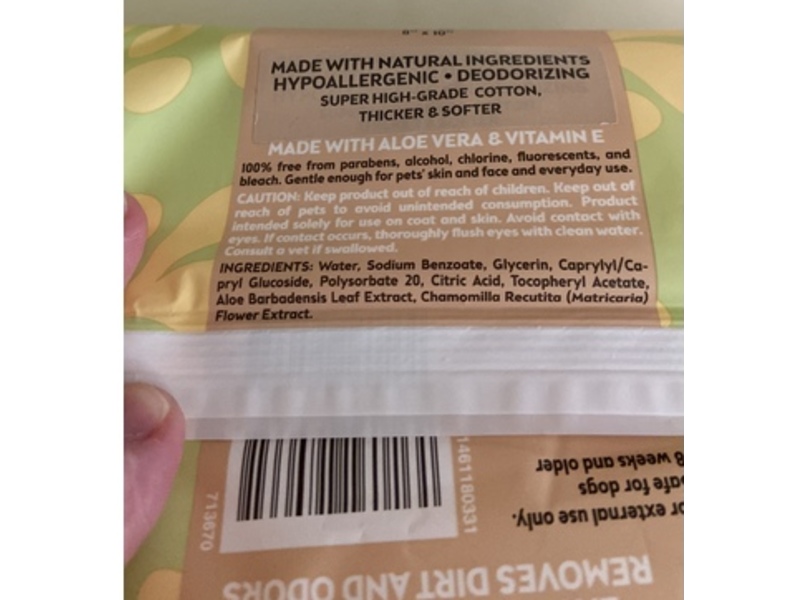 8" x 10"
MADE WITH NATURAL INGREDIENTS
HYPOALLERGENIC • DEODORIZING
SUPER HIGH-GRADE COTTON,
THICKER & SOFTER
MADE WITH ALOE VERA & VITAMIN E
100% free from parabens, alcohol, chlorine, fluorescents, and
bleach. Gentle enough for pets' skin and face and everyday use.
CAUTION: Keep product out of reach of children. Keep out of
reach of pets to avoid unintended consumption. Product
intended solely for use on coat and skin. Avoid contact with
eyes. If contact occurs, thoroughly flush eyes with clean water.
Consult a vet if swallowed.
INGREDIENTS: Water, Sodium Benzoate, Glycerin, Caprylyl/Ca-
pryl Glucoside, Polysorbate 20, Citric Acid, Tocopheryl Acetate,
Aloe Barbadensis Leaf Extract, Chamomilla Recutita (Matricaria)
Flower Extract.
REMOVES DIRT AND ODORS
or external use only.
safe for dogs
8 weeks and older
1461180331
713670